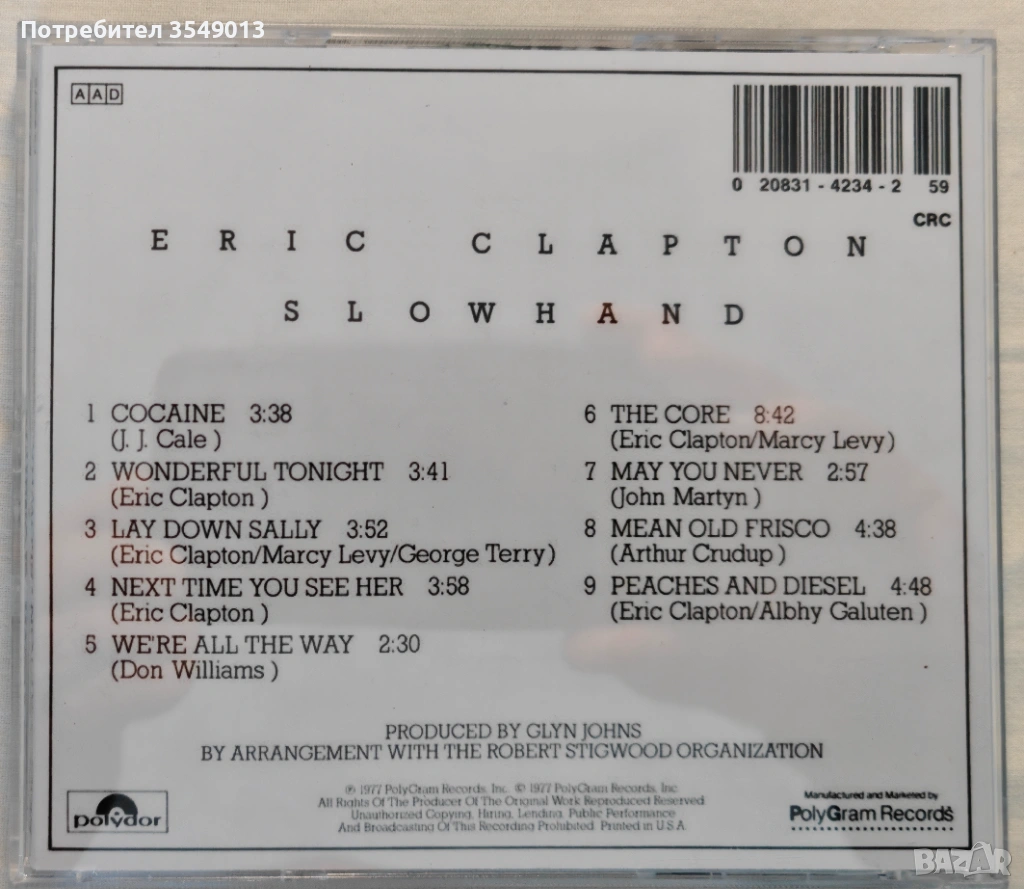 Потребител 3549013
AAD
0 20831 - 4234 - 2 59
CRC
ERIC CLAPTON
SLOWHAND
1 COCAINE 3:38
(J. J. Cale )
2 WONDERFUL TONIGHT 3:41
(Eric Clapton )
3 LAY DOWN SALLY 3:52
(Eric Clapton/Marcy Levy/George Terry )
4 NEXT TIME YOU SEE HER 3:58
(Eric Clapton )
5 WE'RE ALL THE WAY 2:30
(Don Williams )
6 THE CORE 8:42
(Eric Clapton/Marcy Levy )
7 MAY YOU NEVER 2:57
(John Martyn )
8 MEAN OLD FRISCO 4:38
(Arthur Crudup )
9 PEACHES AND DIESEL 4:48
(Eric Clapton/Albhy Galuten )
PRODUCED BY GLYN JOHNS
BY ARRANGEMENT WITH THE ROBERT STIGWOOD ORGANIZATION
℗ 1977 PolyGram Records, Inc. © 1977 PolyGram Records, Inc
All Rights Of The Producer Of The Original Work Reproduced Reserved
Unauthorized Copying, Hiring, Lending, Public Performance
And Broadcasting Of This Recording Prohibited. Printed in U.S.A.
polydor
Manufactured and Marketed by
PolyGram Records
BAZAR